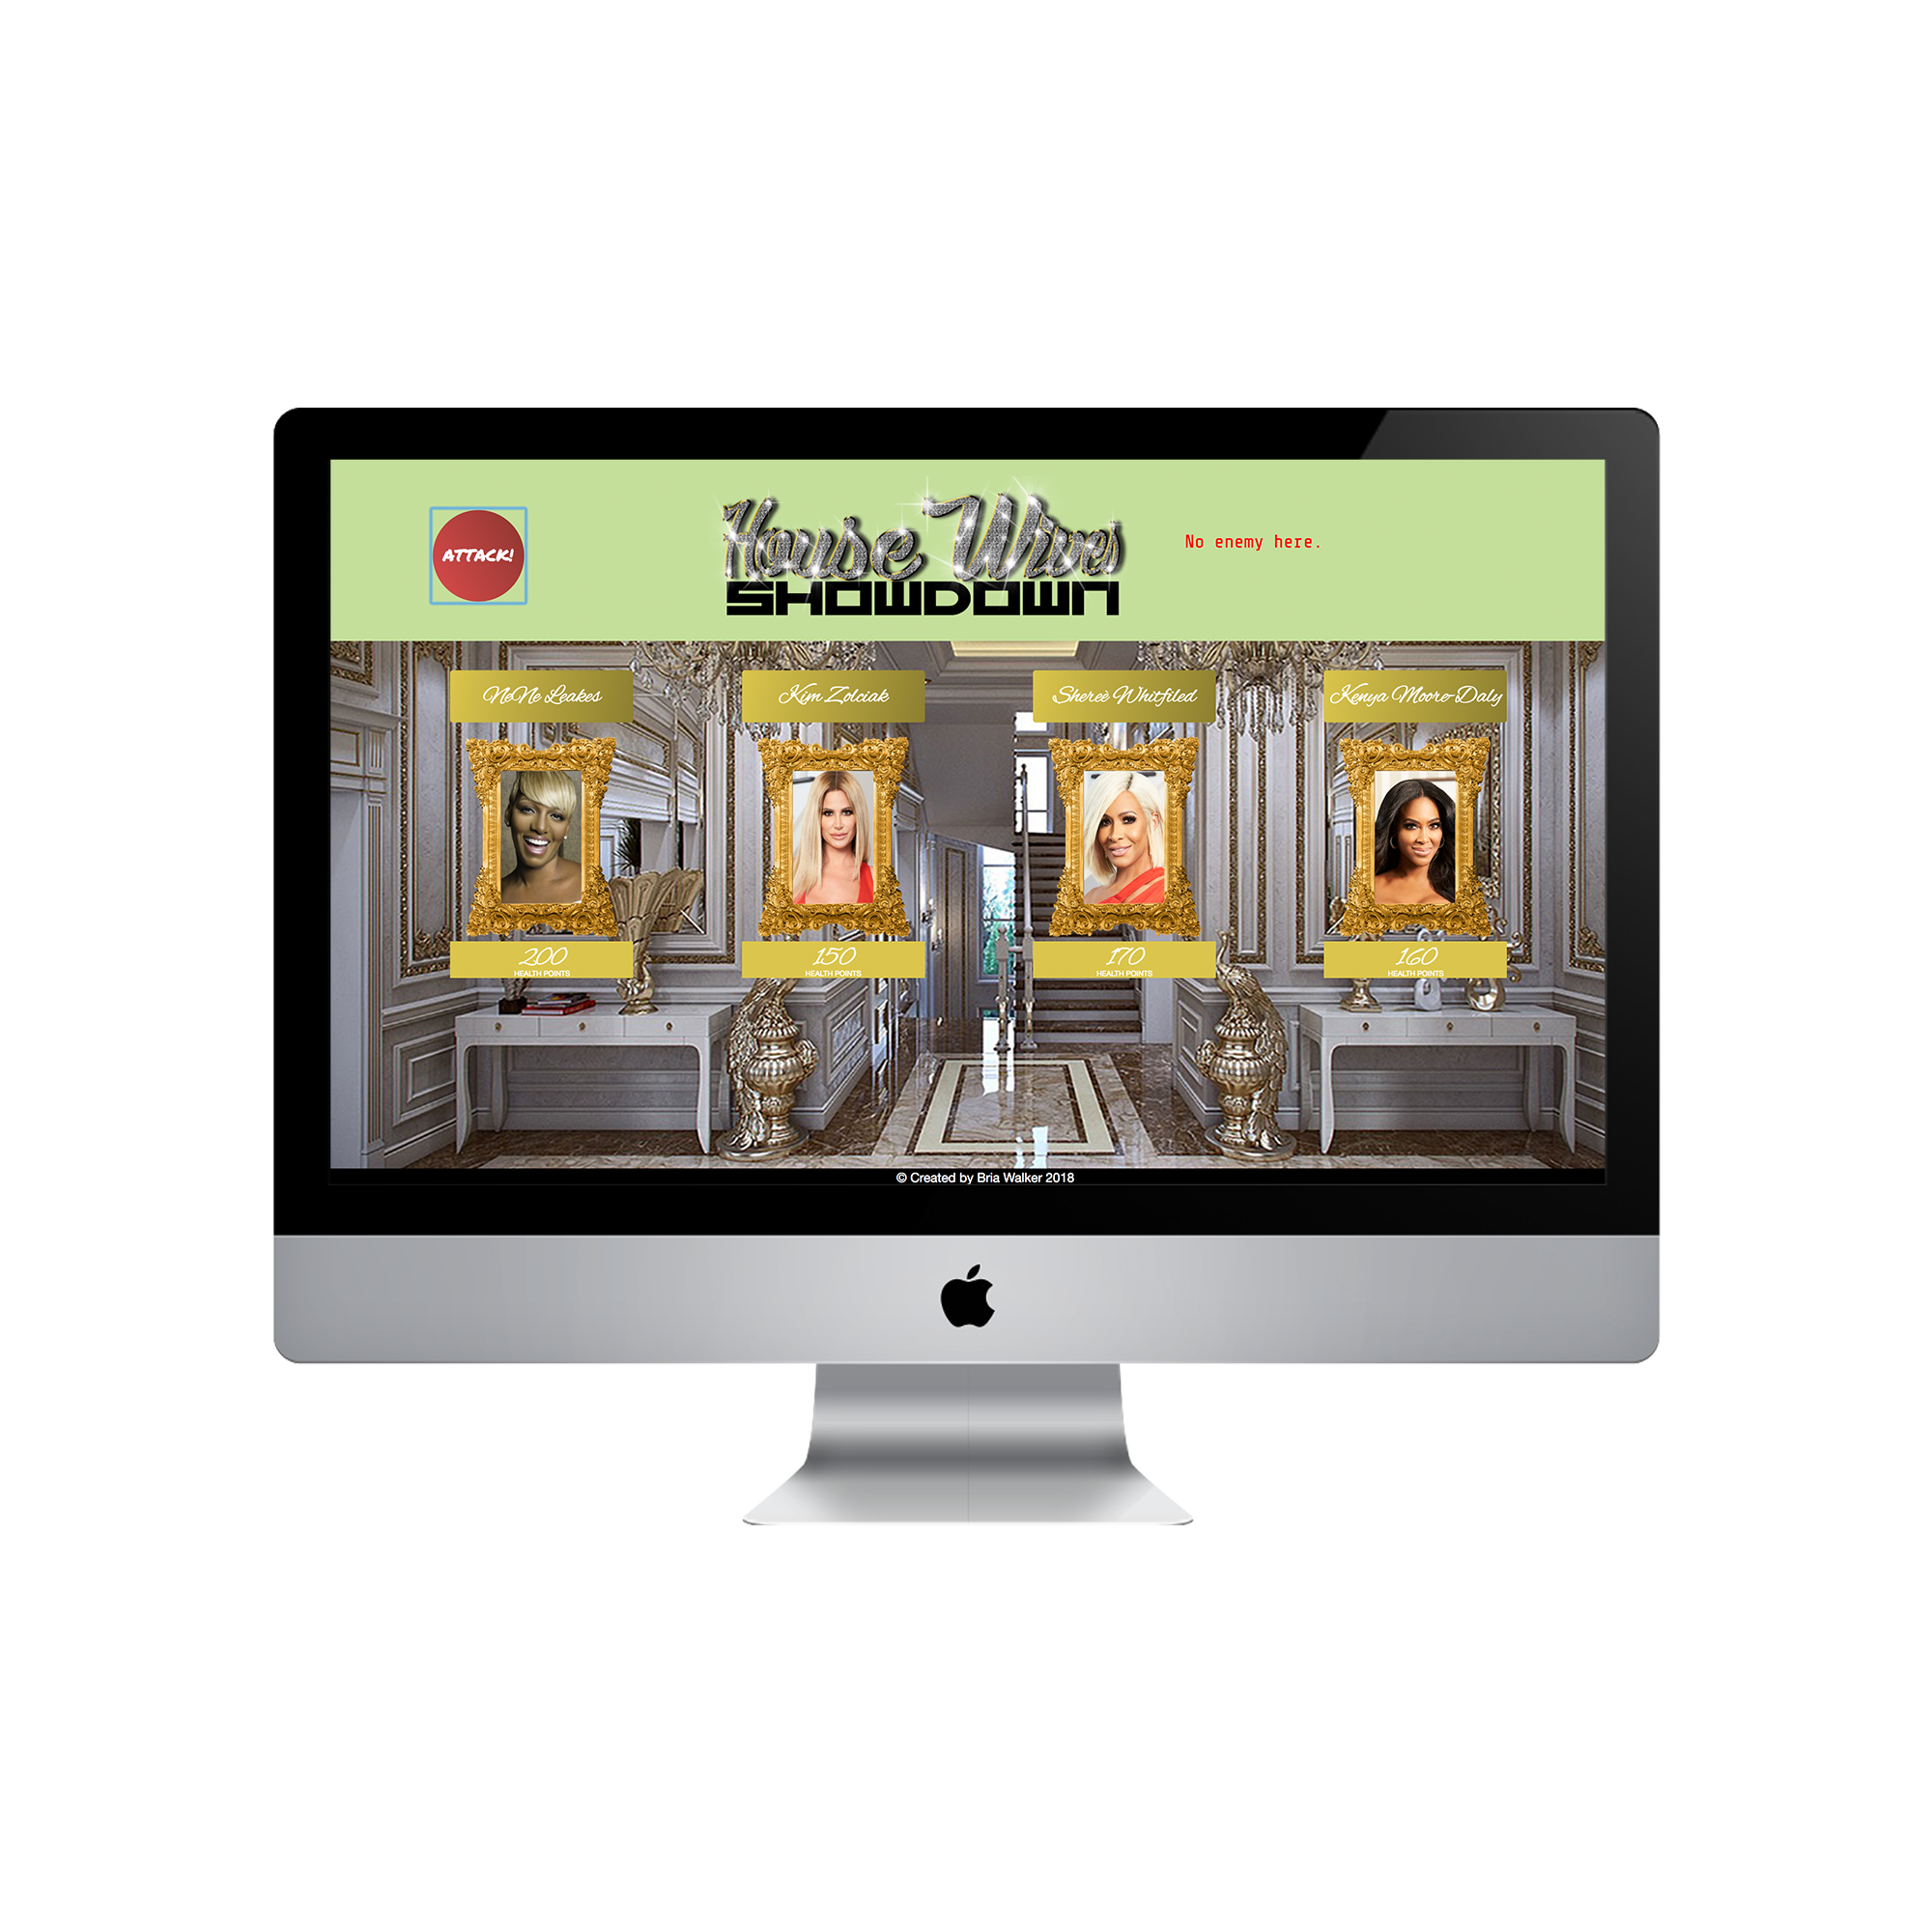 ATTACK!
House Wives
SHOWDOWN
No enemy here.
NeNe Leakes
Kim Zolciak
Shereè Whitfiled
Kenya Moore-Daly
200
HEALTH POINTS
150
HEALTH POINTS
170
HEALTH POINTS
160
HEALTH POINTS
© Created by Bria Walker 2018